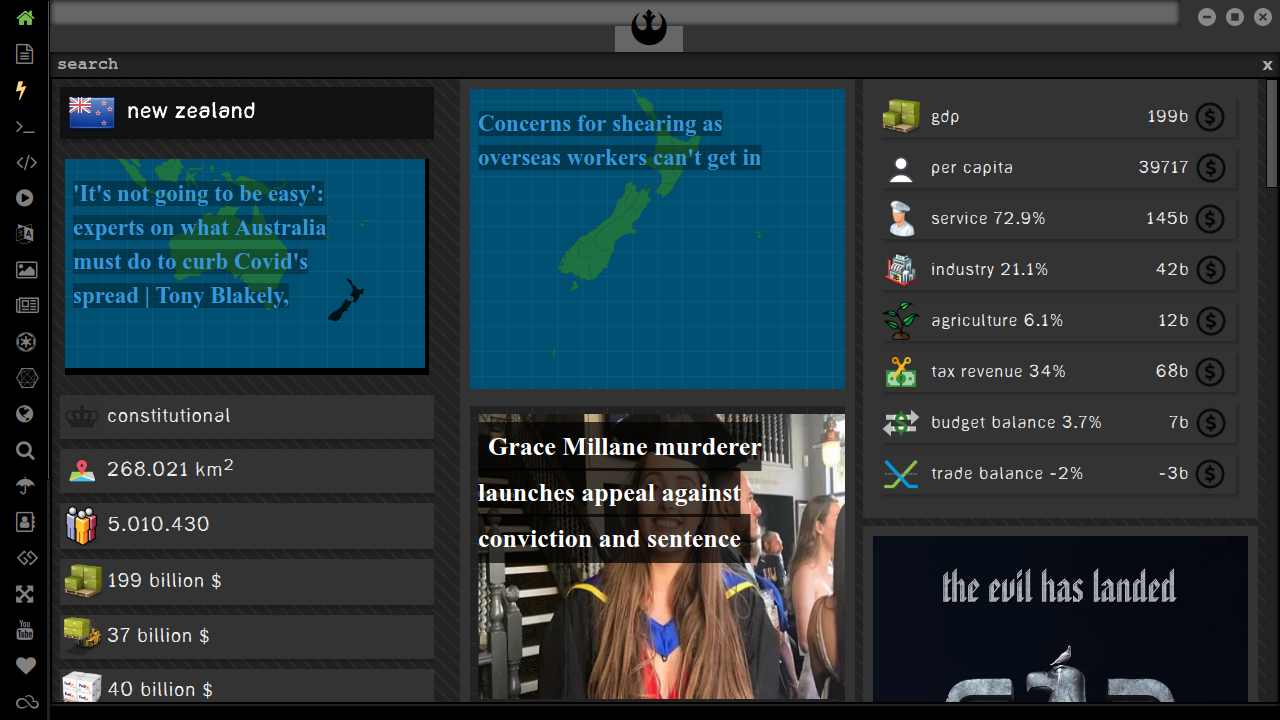 search
x
new zealand
'It's not going to be easy':
experts on what Australia
must do to curb Covid's
spread | Tony Blakely,
constitutional
268.021 km²
5.010.430
199 billion $
37 billion $
40 billion $
Concerns for shearing as
overseas workers can't get in
Grace Millane murderer
launches appeal against
conviction and sentence
gdp 199b $
per capita 39717 $
service 72.9% 145b $
industry 21.1% 42b $
agriculture 6.1% 12b $
tax revenue 34% 68b $
budget balance 3.7% 7b $
trade balance -2% -3b $
the evil has landed
You
Tube